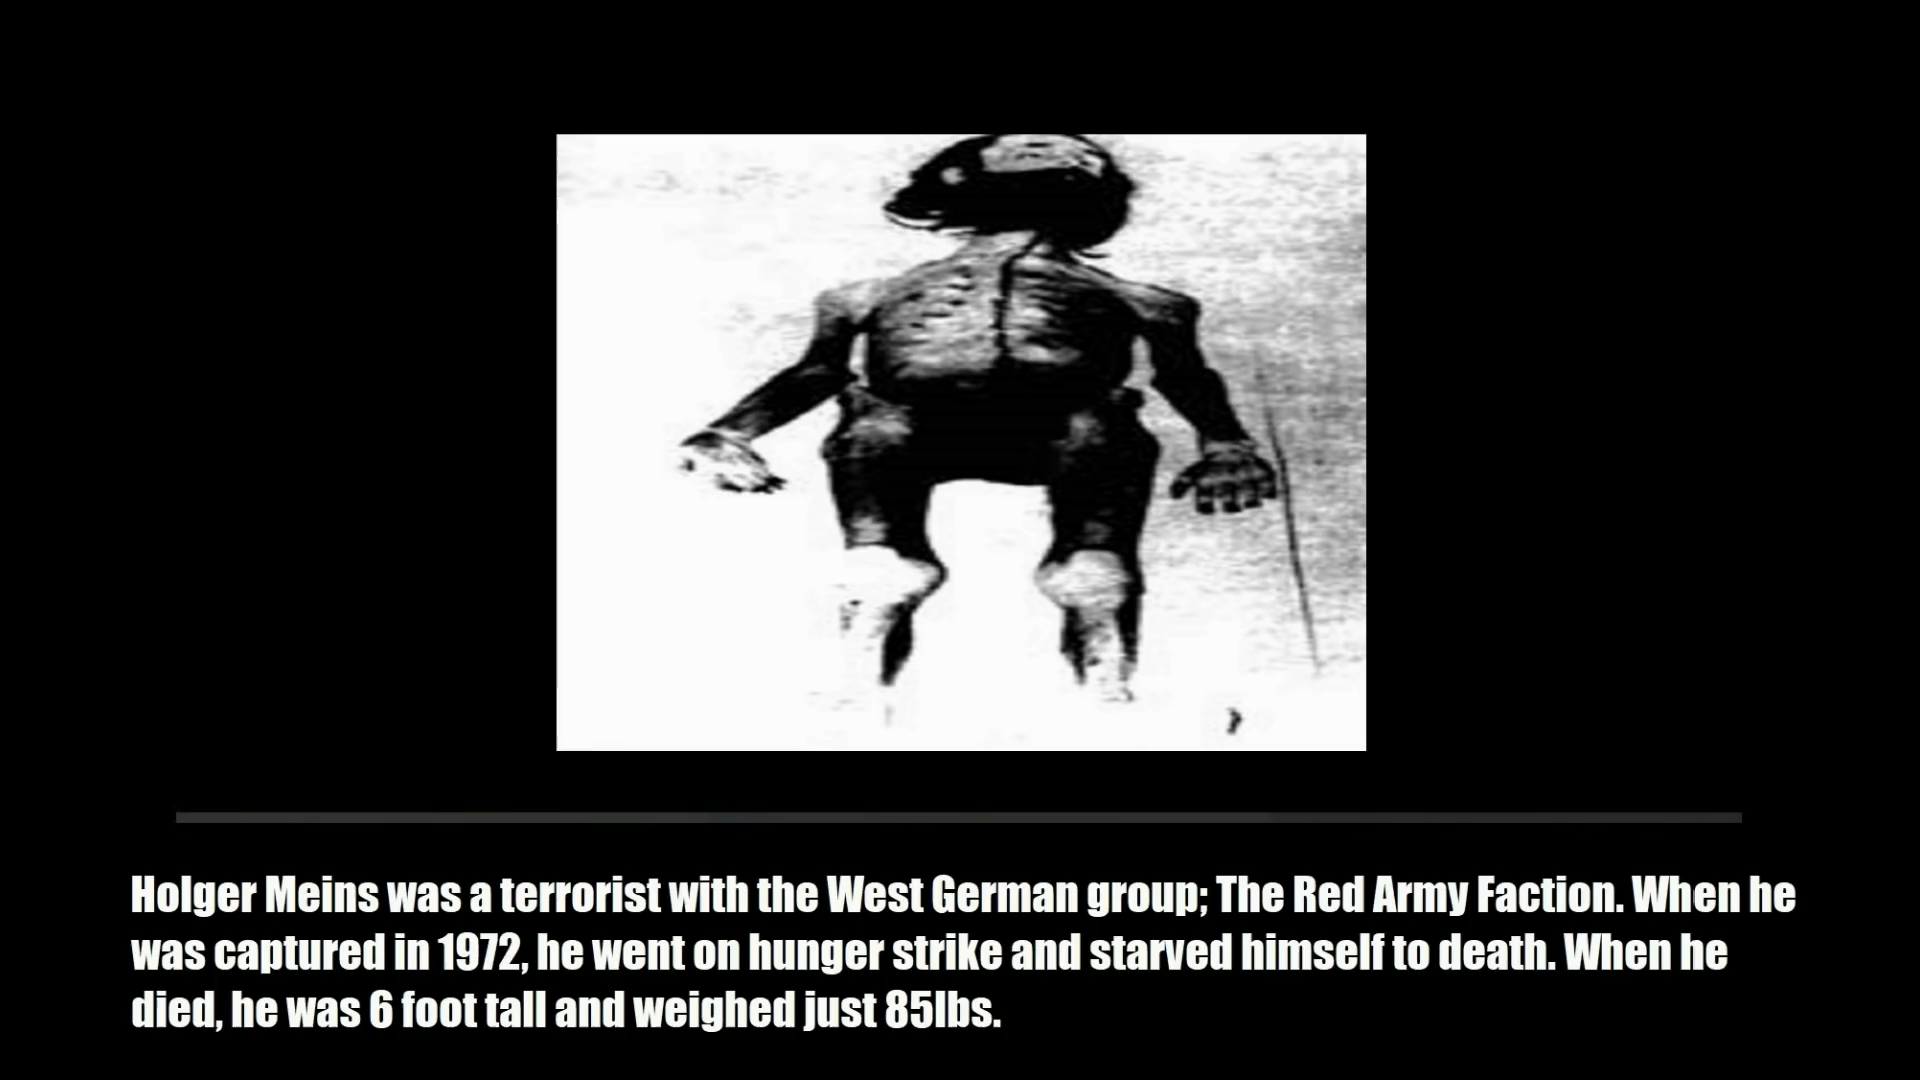 Holger Meins was a terrorist with the West German group; The Red Army Faction. When he
was captured in 1972, he went on hunger strike and starved himself to death. When he
died, he was 6 foot tall and weighed just 85lbs.